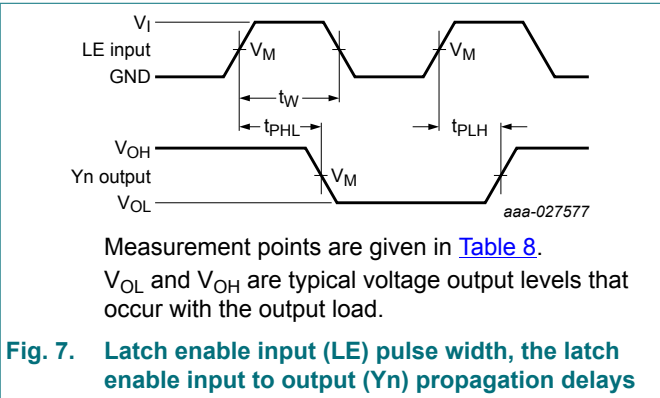 VI
LE input
VM
VM
GND
tW
tPHL
tPLH
VOH
Yn output
VM
VOL
aaa-027577
Measurement points are given in Table 8.
VOL and VOH are typical voltage output levels that
occur with the output load.
Fig. 7. Latch enable input (LE) pulse width, the latch
enable input to output (Yn) propagation delays